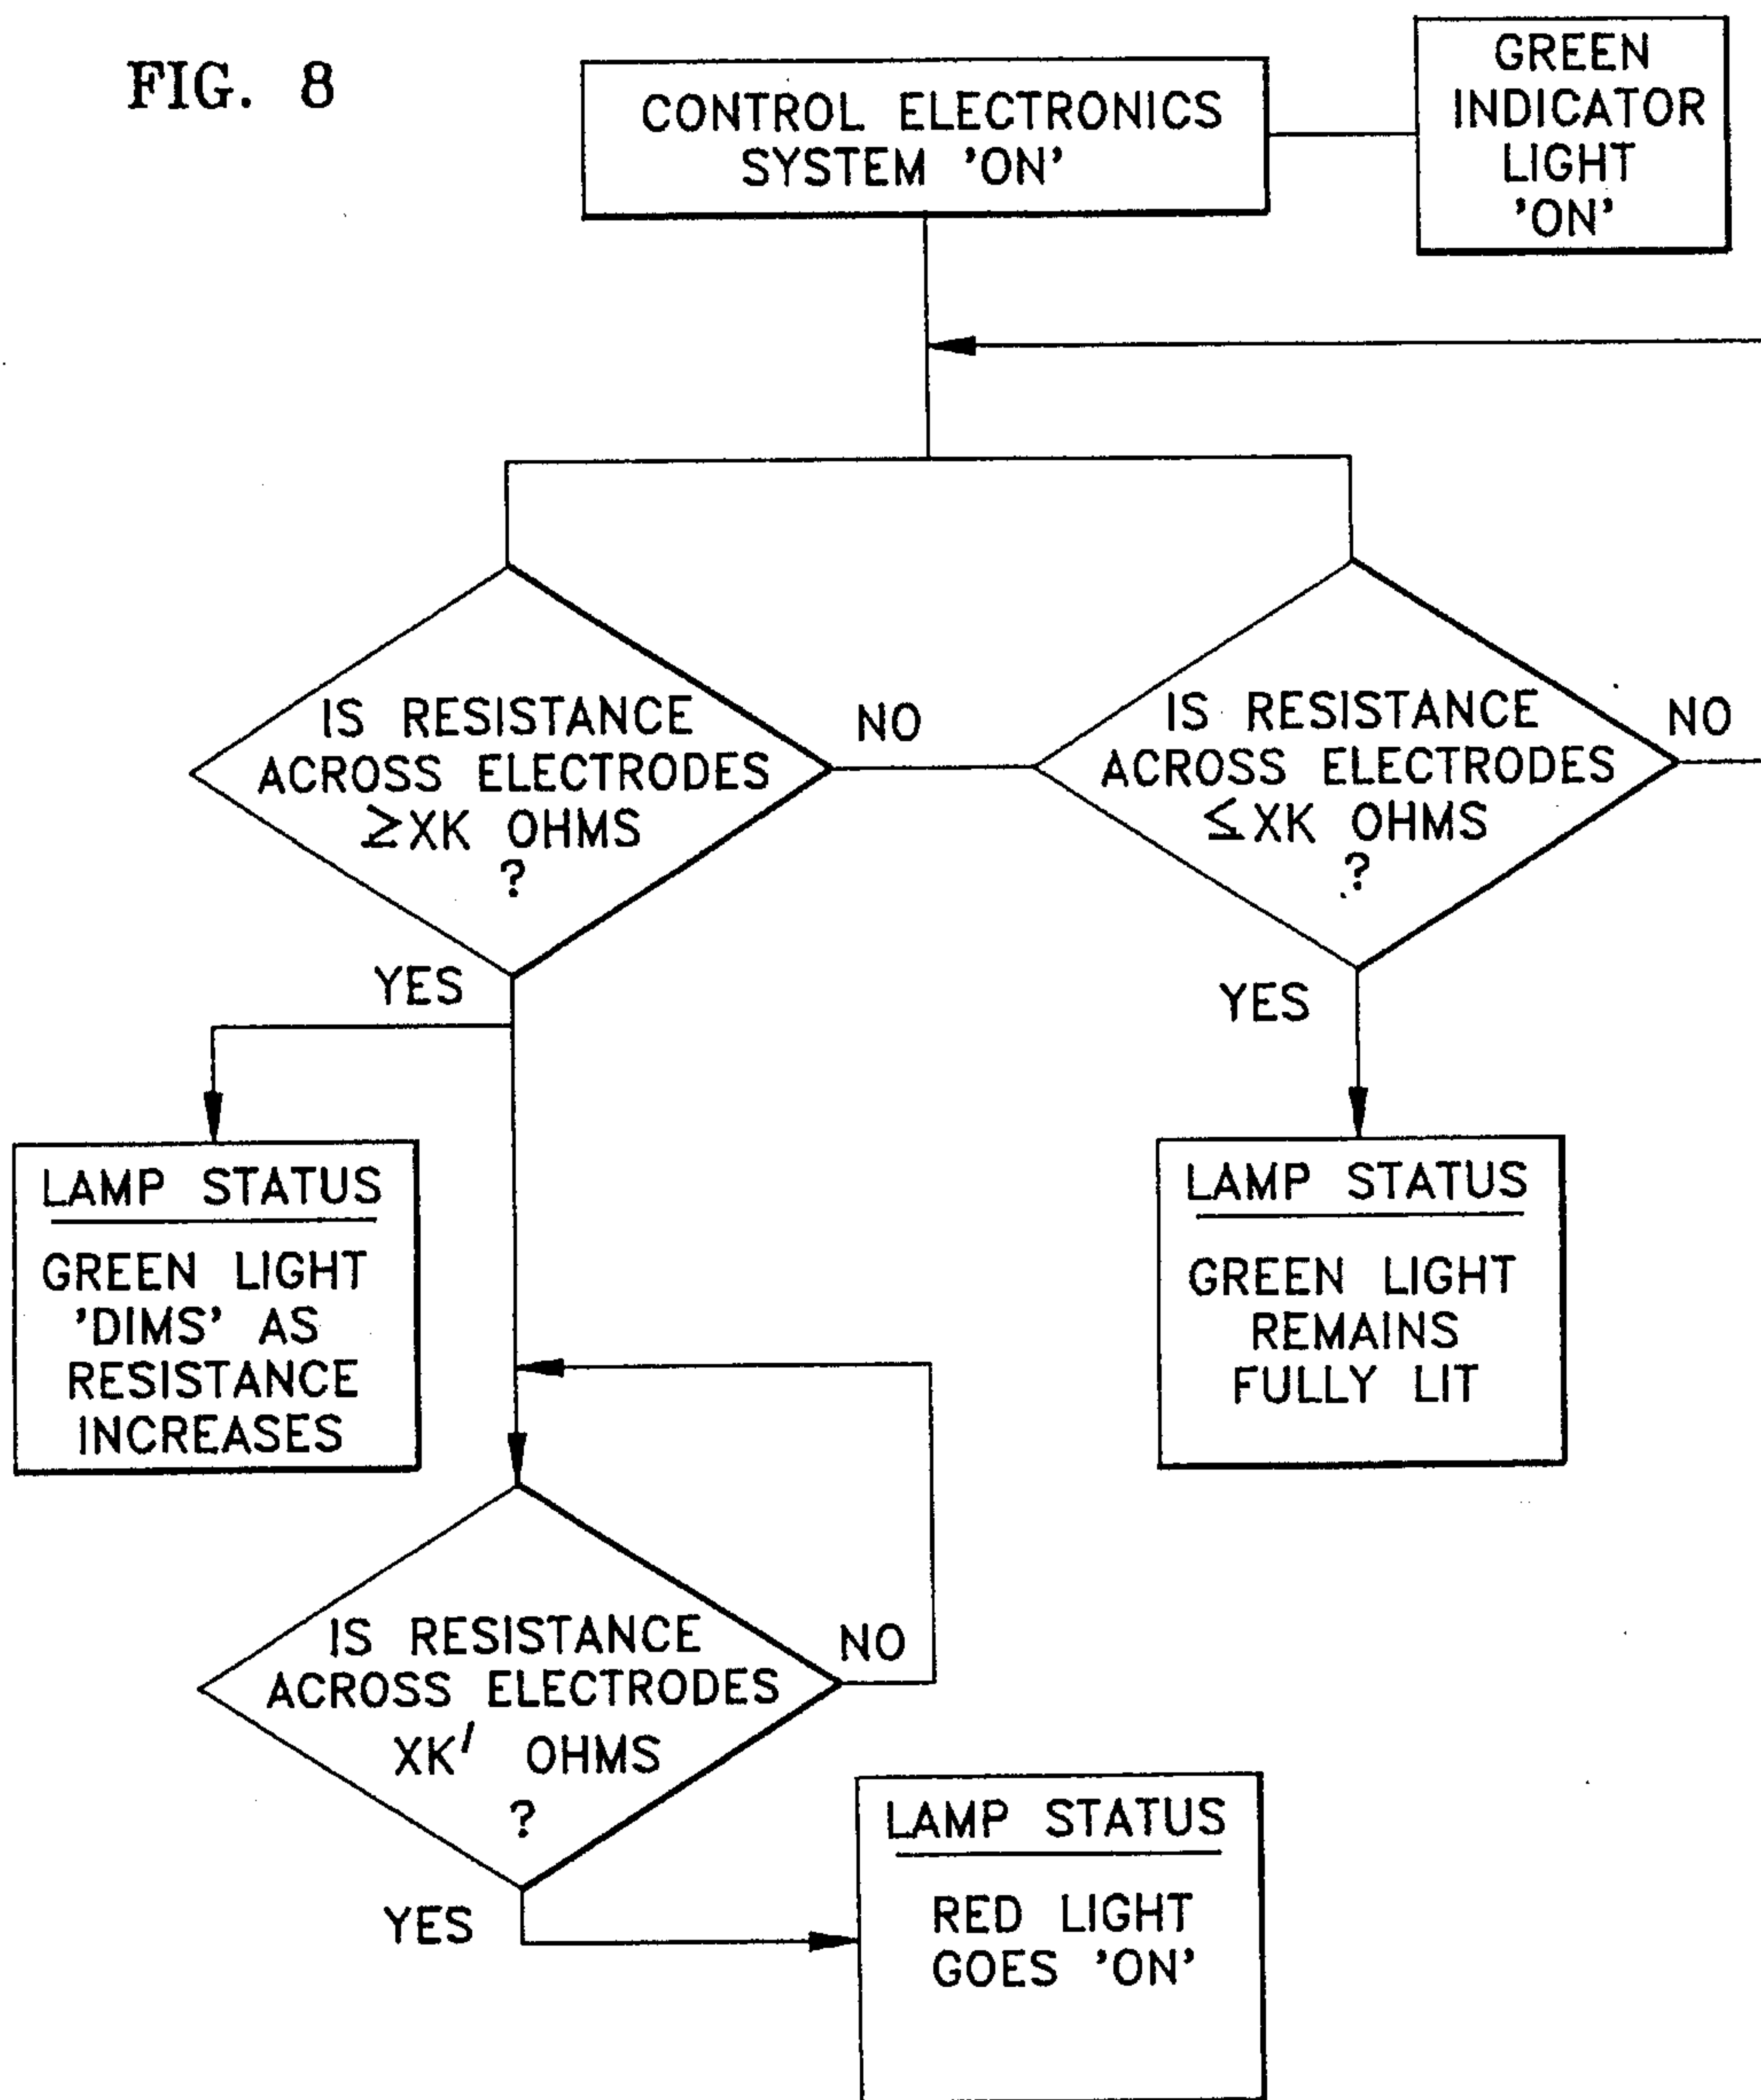 FIG. 8
CONTROL ELECTRONICS
SYSTEM 'ON'
GREEN
INDICATOR
LIGHT
'ON'
IS RESISTANCE
ACROSS ELECTRODES
≥XK OHMS
?
NO
IS RESISTANCE
ACROSS ELECTRODES
≤XK OHMS
?
NO
YES
YES
LAMP STATUS
GREEN LIGHT
'DIMS' AS
RESISTANCE
INCREASES
LAMP STATUS
GREEN LIGHT
REMAINS
FULLY LIT
IS RESISTANCE
ACROSS ELECTRODES
XK' OHMS
?
NO
YES
LAMP STATUS
RED LIGHT
GOES 'ON'